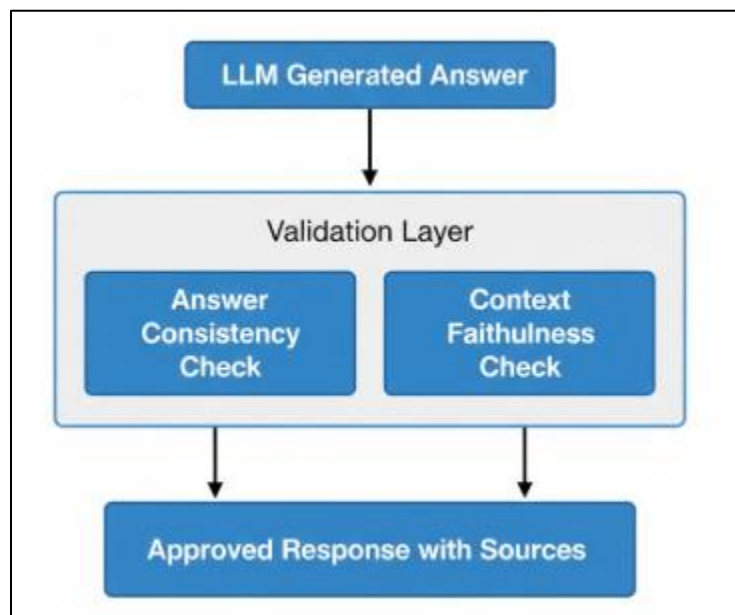 LLM Generated Answer
Validation Layer
Answer
Consistency
Check
Context
Faithulness
Check
Approved Response with Sources